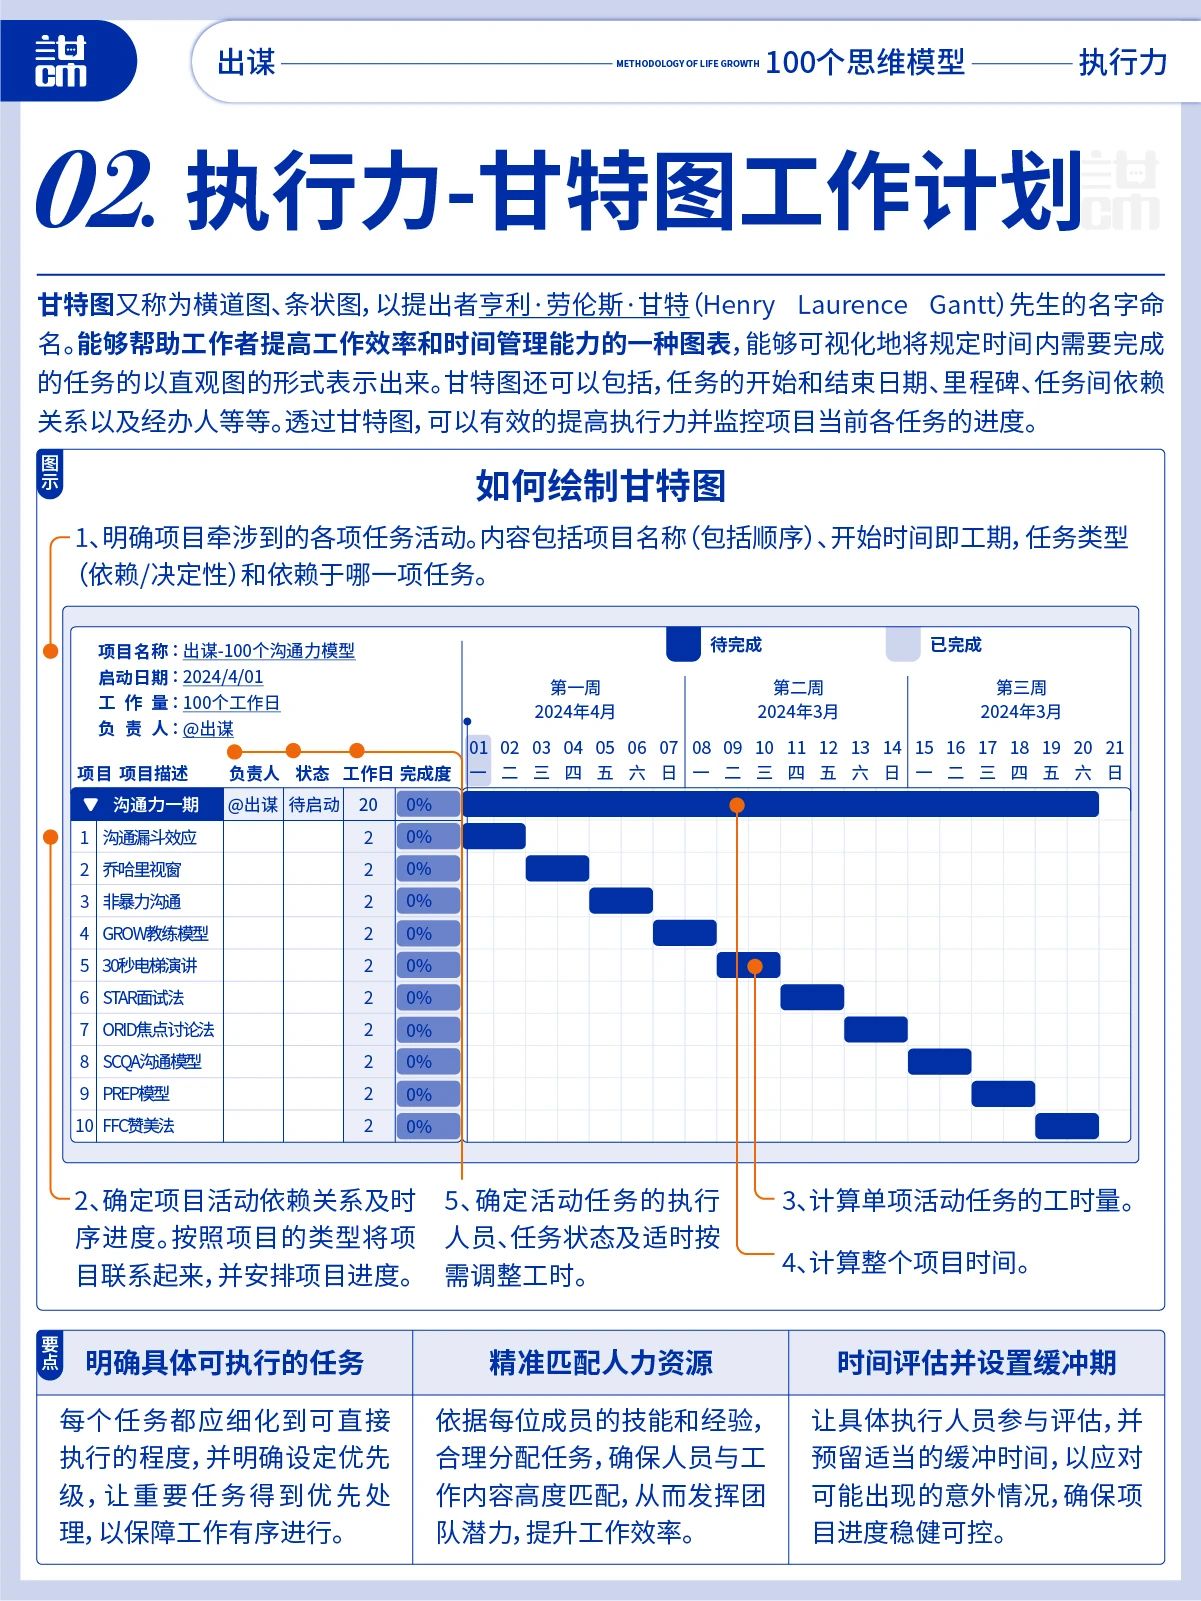 謀
cm
出谋
METHODOLOGY OF LIFE GROWTH
100个思维模型
执行力
02. 执行力-甘特图工作计划
甘特图又称为横道图、条状图，以提出者亨利·劳伦斯·甘特（Henry Laurence Gantt）先生的名字命
名。能够帮助工作者提高工作效率和时间管理能力的一种图表，能够可视化地将规定时间内需要完成
的任务的以直观图的形式表示出来。甘特图还可以包括，任务的开始和结束日期、里程碑、任务间依赖
关系以及经办人等等。透过甘特图，可以有效的提高执行力并监控项目当前各任务的进度。
图示
如何绘制甘特图
1、明确项目牵涉到的各项任务活动。内容包括项目名称（包括顺序）、开始时间即工期，任务类型
（依赖/决定性）和依赖于哪一项任务。
项目名称：出谋-100个沟通力模型
启动日期：2024/4/01
工 作 量：100个工作日
负 责 人：@出谋
待完成 已完成
第一周 第二周 第三周
2024年4月 2024年3月 2024年3月
01 02 03 04 05 06 07 08 09 10 11 12 13 14 15 16 17 18 19 20 21
一 二 三 四 五 六 日 一 二 三 四 五 六 日 一 二 三 四 五 六 日
项目 项目描述 负责人 状态 工作日 完成度
▼ 沟通力一期 @出谋 待启动 20 0%
1 沟通漏斗效应 2 0%
2 乔哈里视窗 2 0%
3 非暴力沟通 2 0%
4 GROW教练模型 2 0%
5 30秒电梯演讲 2 0%
6 STAR面试法 2 0%
7 ORID焦点讨论法 2 0%
8 SCQA沟通模型 2 0%
9 PREP模型 2 0%
10 FFC赞美法 2 0%
2、确定项目活动依赖关系及时
序进度。按照项目的类型将项
目联系起来，并安排项目进度。
5、确定活动任务的执行
人员、任务状态及适时按
需调整工时。
3、计算单项活动任务的工时量。
4、计算整个项目时间。
要点
明确具体可执行的任务
每个任务都应细化到可直接
执行的程度，并明确设定优先
级，让重要任务得到优先处
理，以保障工作有序进行。
精准匹配人力资源
依据每位成员的技能和经验，
合理分配任务，确保人员与工
作内容高度匹配，从而发挥团
队潜力，提升工作效率。
时间评估并设置缓冲期
让具体执行人员参与评估，并
预留适当的缓冲时间，以应对
可能出现的意外情况，确保项
目进度稳健可控。